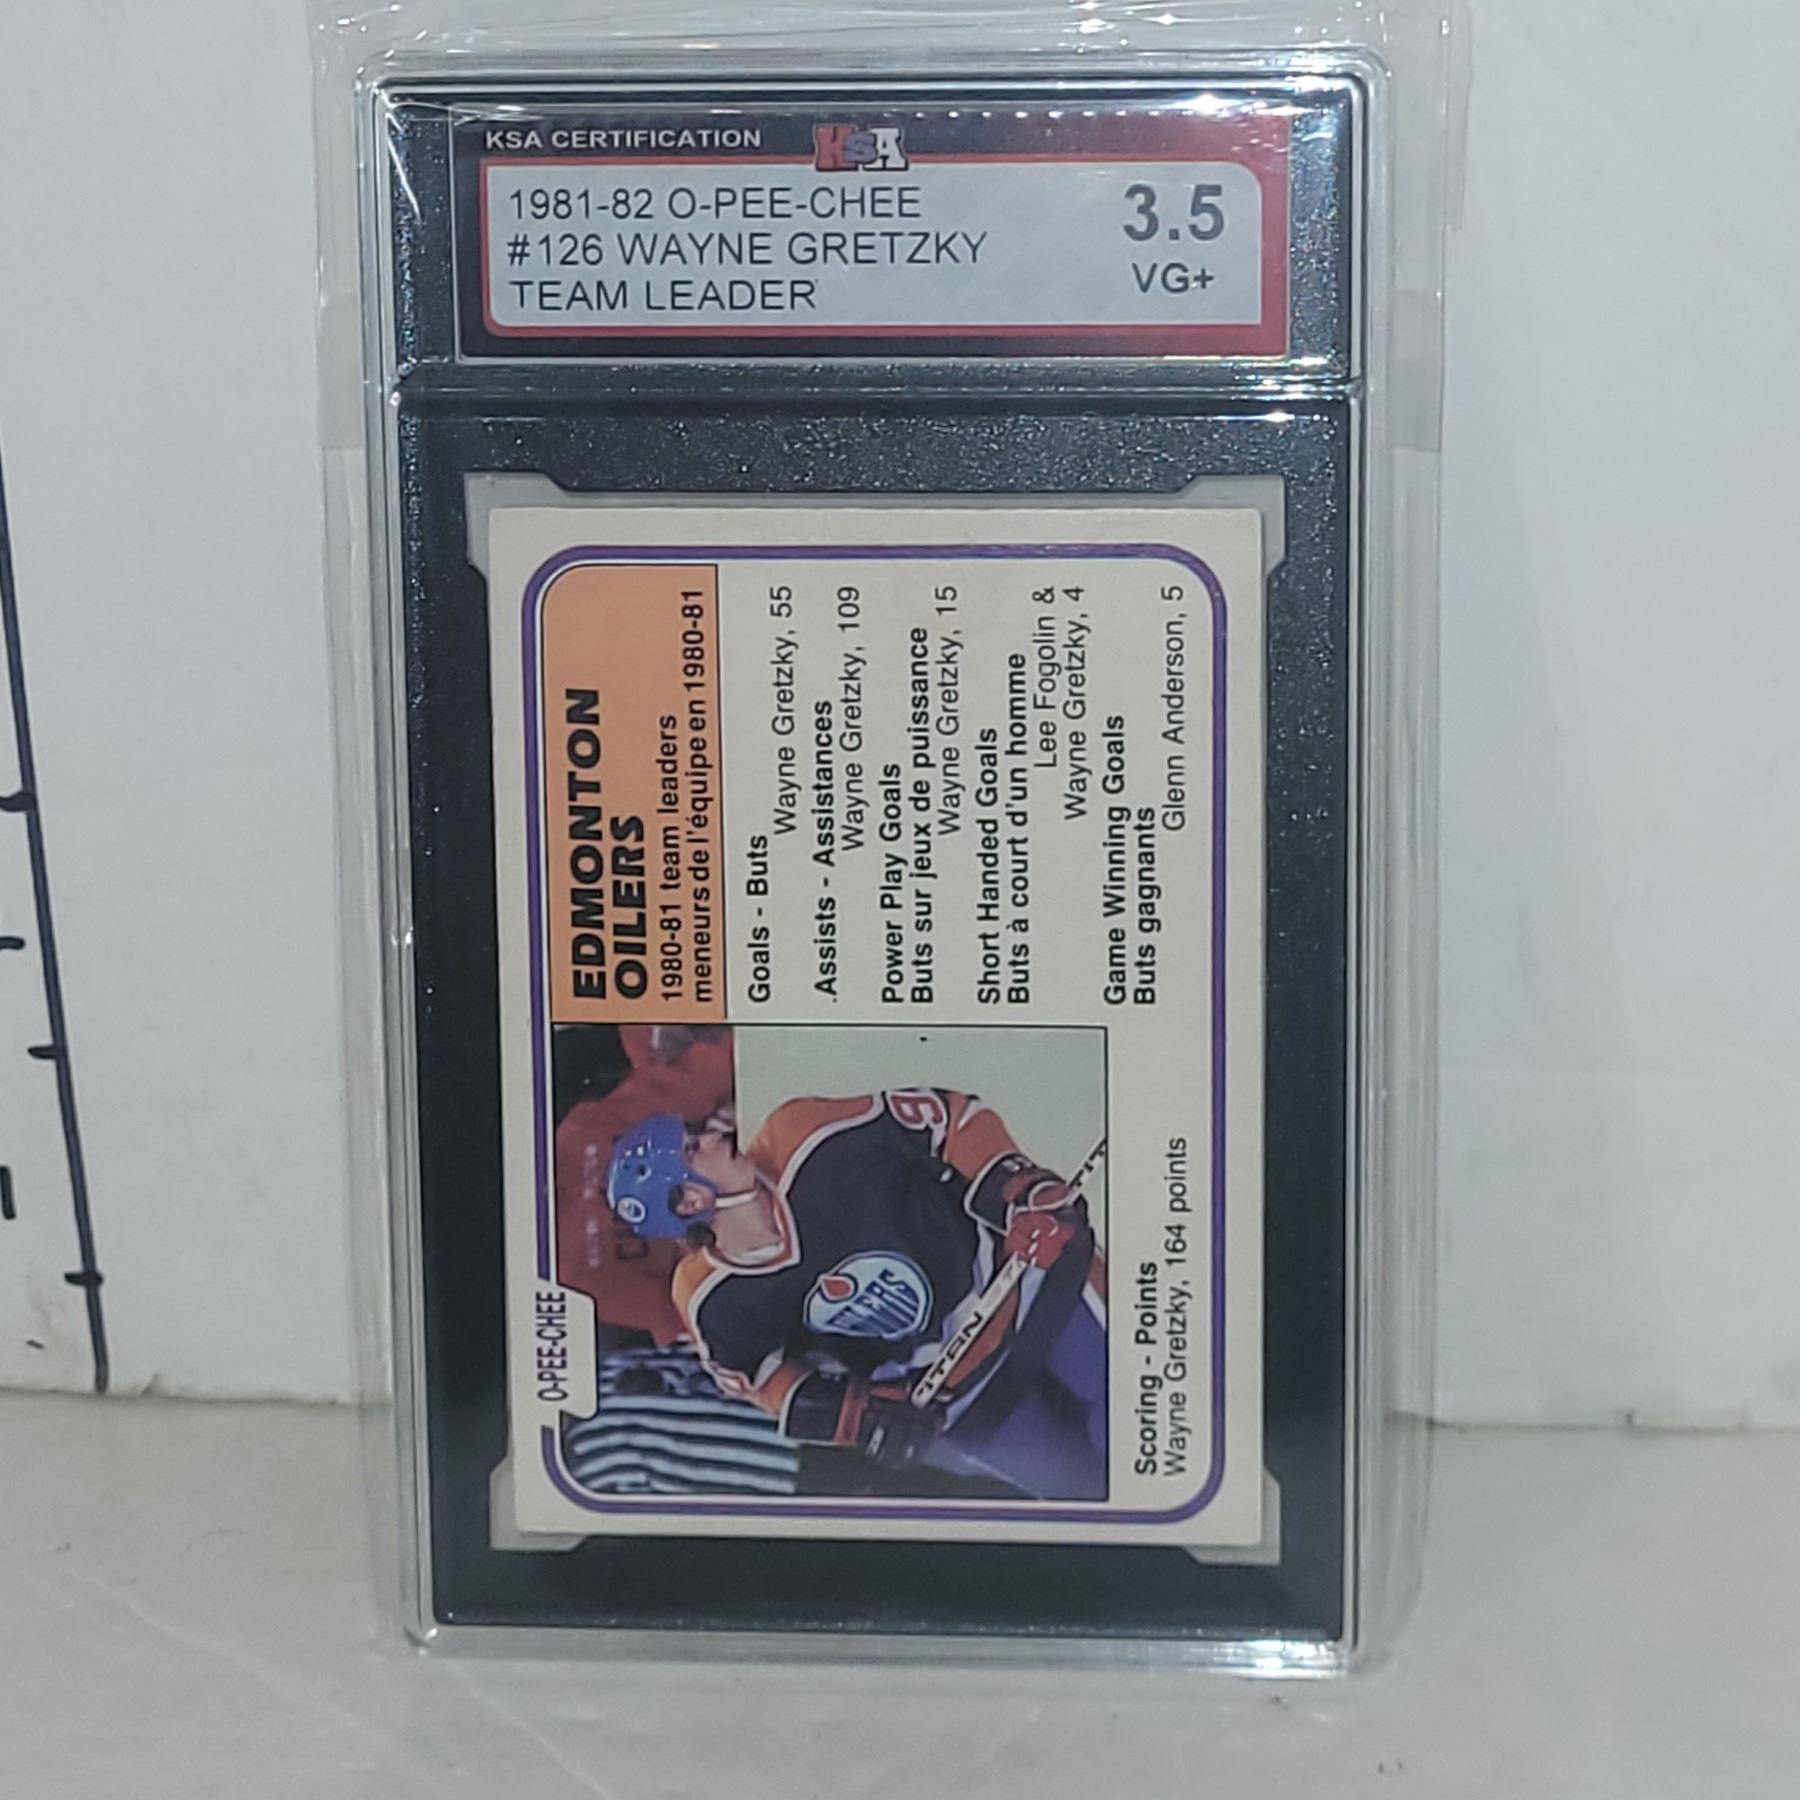 KSA CERTIFICATION
KSA
1981-82 O-PEE-CHEE
#126 WAYNE GRETZKY
TEAM LEADER
3.5
VG+
O-PEE-CHEE
EDMONTON
OILERS
1980-81 team leaders
meneurs de l'équipe en 1980-81
Goals - Buts
Wayne Gretzky, 55
Assists - Assistances
Wayne Gretzky, 109
Power Play Goals
Buts sur jeux de puissance
Wayne Gretzky, 15
Short Handed Goals
Buts à court d'un homme
Lee Fogolin &
Wayne Gretzky, 4
Game Winning Goals
Buts gagnants
Glenn Anderson, 5
Scoring - Points
Wayne Gretzky, 164 points
OILERS
TITAN
9